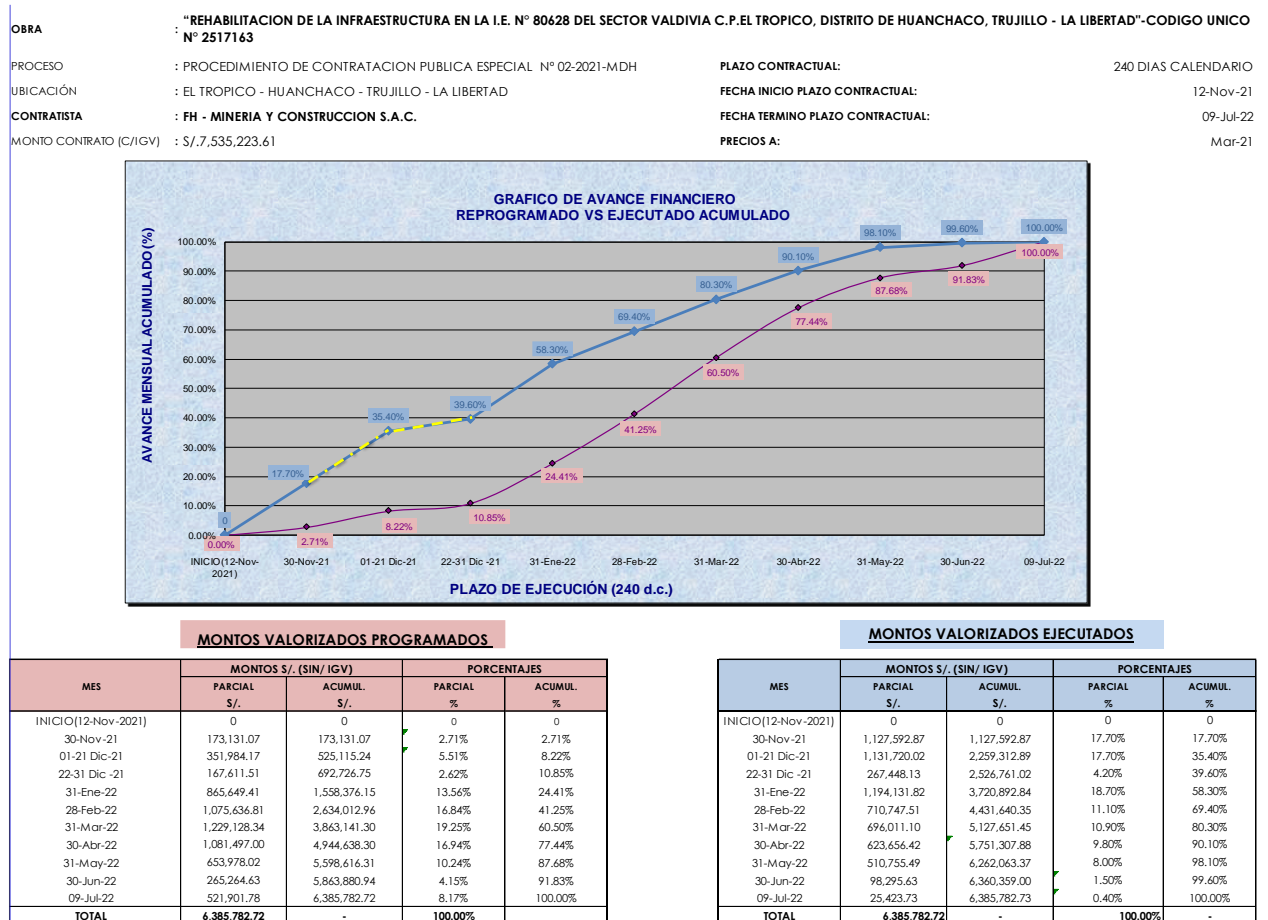 OBRA : "REHABILITACION DE LA INFRAESTRUCTURA EN LA I.E. N° 80628 DEL SECTOR VALDIVIA C.P.EL TROPICO, DISTRITO DE HUANCHACO, TRUJILLO - LA LIBERTAD"-CODIGO UNICO
N° 2517163
PROCESO : PROCEDIMIENTO DE CONTRATACION PUBLICA ESPECIAL N° 02-2021-MDH PLAZO CONTRACTUAL: 240 DIAS CALENDARIO
UBICACIÓN : EL TROPICO - HUANCHACO - TRUJILLO - LA LIBERTAD FECHA INICIO PLAZO CONTRACTUAL: 12-Nov-21
CONTRATISTA : FH - MINERIA Y CONSTRUCCION S.A.C. FECHA TERMINO PLAZO CONTRACTUAL: 09-Jul-22
MONTO CONTRATO (C/IGV) : S/.7,535,223.61 PRECIOS A: Mar-21
GRAFICO DE AVANCE FINANCIERO
REPROGRAMADO VS EJECUTADO ACUMULADO
AVANCE MENSUAL ACUMULADO (%)
100.00%
90.00%
80.00%
70.00%
60.00%
50.00%
40.00%
30.00%
20.00%
10.00%
0.00%
0
17.70%
35.40%
39.60%
58.30%
69.40%
80.30%
90.10%
98.10%
99.60%
100.00%
0.00%
2.71%
8.22%
10.85%
24.41%
41.25%
60.50%
77.44%
87.68%
91.83%
100.00%
INICIO(12-Nov-2021) 30-Nov-21 01-21 Dic-21 22-31 Dic -21 31-Ene-22 28-Feb-22 31-Mar-22 30-Abr-22 31-May-22 30-Jun-22 09-Jul-22
PLAZO DE EJECUCIÓN (240 d.c.)
MONTOS VALORIZADOS PROGRAMADOS
MES MONTOS S/. (SIN/ IGV) PORCENTAJES
PARCIAL ACUMUL. PARCIAL ACUMUL.
S/. S/. % %
INICIO(12-Nov-2021) 0 0 0 0
30-Nov-21 173,131.07 173,131.07 2.71% 2.71%
01-21 Dic-21 351,984.17 525,115.24 5.51% 8.22%
22-31 Dic -21 167,611.51 692,726.75 2.62% 10.85%
31-Ene-22 865,649.41 1,558,376.15 13.56% 24.41%
28-Feb-22 1,075,636.81 2,634,012.96 16.84% 41.25%
31-Mar-22 1,229,128.34 3,863,141.30 19.25% 60.50%
30-Abr-22 1,081,497.00 4,944,638.30 16.94% 77.44%
31-May-22 653,978.02 5,598,616.31 10.24% 87.68%
30-Jun-22 265,264.63 5,863,880.94 4.15% 91.83%
09-Jul-22 521,901.78 6,385,782.72 8.17% 100.00%
TOTAL 6,385,782.72 - 100.00%
MONTOS VALORIZADOS EJECUTADOS
MES MONTOS S/. (SIN/ IGV) PORCENTAJES
PARCIAL ACUMUL. PARCIAL ACUMUL.
S/. S/. % %
INICIO(12-Nov-2021) 0 0 0 0
30-Nov-21 1,127,592.87 1,127,592.87 17.70% 17.70%
01-21 Dic-21 1,131,720.02 2,259,312.89 17.70% 35.40%
22-31 Dic -21 267,448.13 2,526,761.02 4.20% 39.60%
31-Ene-22 1,194,131.82 3,720,892.84 18.70% 58.30%
28-Feb-22 710,747.51 4,431,640.35 11.10% 69.40%
31-Mar-22 696,011.10 5,127,651.45 10.90% 80.30%
30-Abr-22 623,656.42 5,751,307.88 9.80% 90.10%
31-May-22 510,755.49 6,262,063.37 8.00% 98.10%
30-Jun-22 98,295.63 6,360,359.00 1.50% 99.60%
09-Jul-22 25,423.73 6,385,782.73 0.40% 100.00%
TOTAL 6,385,782.72 - 100.00% -